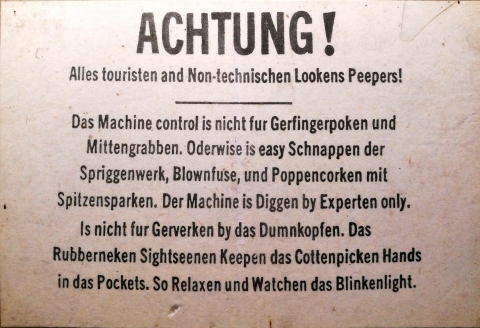 ACHTUNG!
Alles touristen and Non-technischen Lookens Peepers!
Das Machine control is nicht fur Gerfingerpoken und
Mittengrabben. Oderwise is easy Schnappen der
Spriggenwerk, Blownfuse, und Poppencorken mit
Spitzensparken. Der Machine is Diggen by Experten only.
Is nicht fur Gerverken by das Dumnkopfen. Das
Rubberneken Sightseenen Keepen das Cottenpicken Hands
in das Pockets. So Relaxen und Watchen das Blinkenlight.